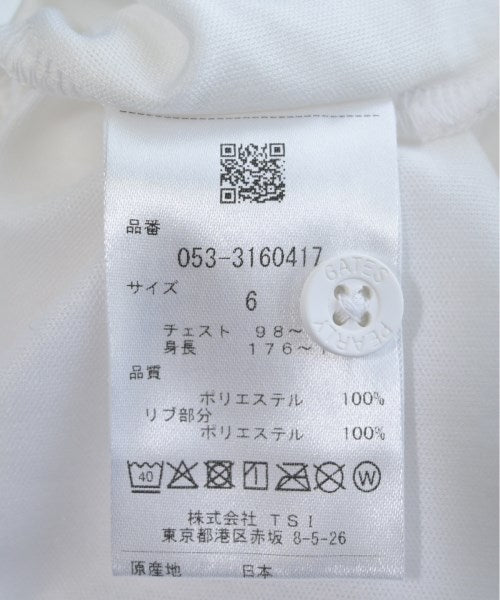 品番
053-3160417
サイズ
6
チェスト 98~
身長 176~
品質
ポリエステル 100%
リブ部分
ポリエステル 100%
40 W
株式会社 TSI
東京都港区赤坂 8-5-26
原産地 日本
GATES
PEARLY